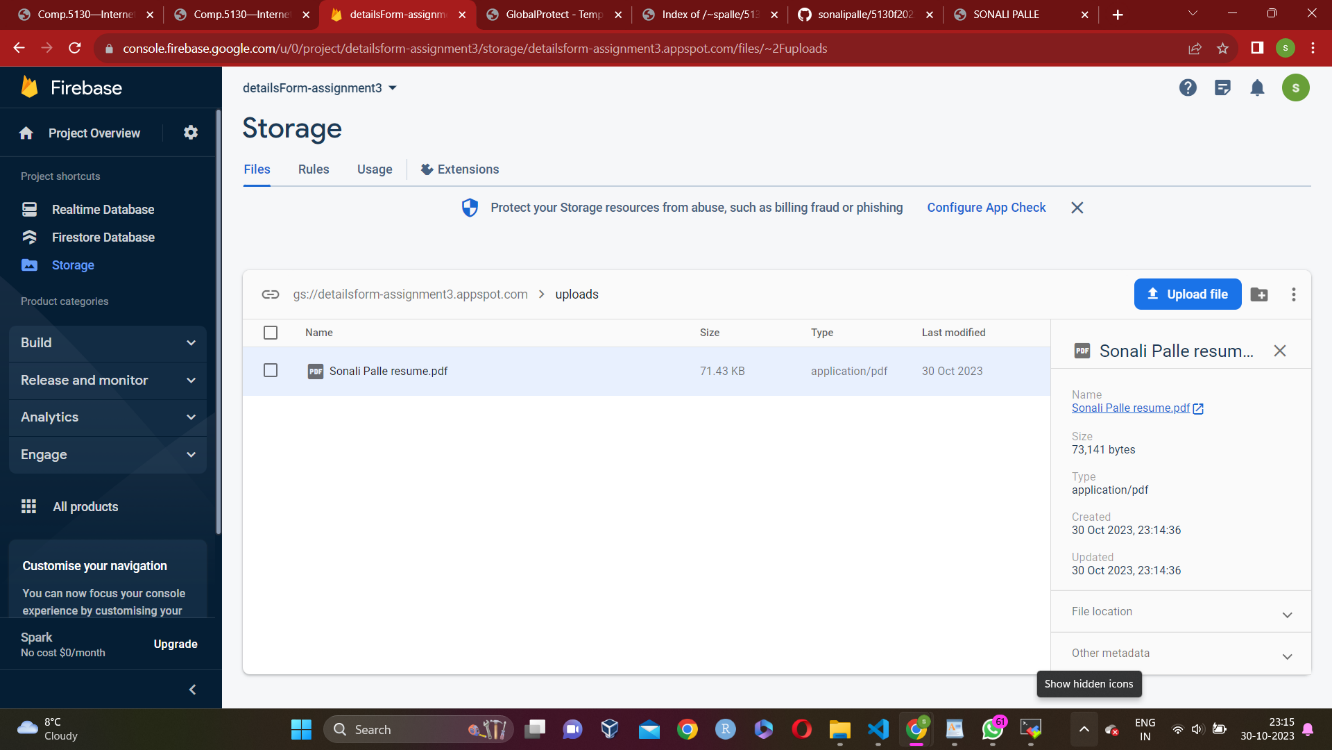 Comp.5130—Internet
Comp.5130—Internet
detailsForm-assignm
GlobalProtect - Temp
Index of /~spalle/513
sonalipalle/5130f202
SONALI PALLE
console.firebase.google.com/u/0/project/detailsform-assignment3/storage/detailsform-assignment3.appspot.com/files/~2Fuploads
S
Firebase
detailsForm-assignment3
S
Project Overview
Storage
Files Rules Usage Extensions
Project shortcuts
Realtime Database
Firestore Database
Storage
Protect your Storage resources from abuse, such as billing fraud or phishing Configure App Check
Product categories
Build
Release and monitor
Analytics
Engage
All products
Customise your navigation
You can now focus your console
experience by customising your
Spark
No cost $0/month
Upgrade
gs://detailsform-assignment3.appspot.com > uploads
Upload file
Name Size Type Last modified
PDF Sonali Palle resume.pdf 71.43 KB application/pdf 30 Oct 2023
PDF Sonali Palle resum...
Name
Sonali Palle resume.pdf
Size
73,141 bytes
Type
application/pdf
Created
30 Oct 2023, 23:14:36
Updated
30 Oct 2023, 23:14:36
File location
Other metadata
Show hidden icons
8°C
Cloudy
Search
R
61
ENG
IN
23:15
30-10-2023